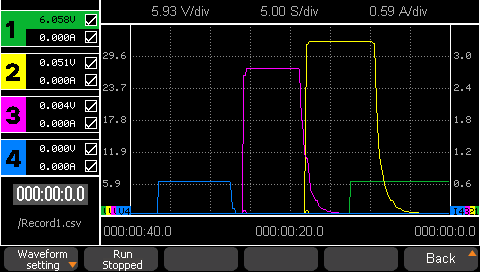 5.93 V/div 5.00 S/div 0.59 A/div
1 6.058V
0.000A
2 0.051V
0.000A
3 0.004V
0.000A
4 0.000V
0.000A
29.6 3.0
23.7 2.4
17.8 1.8
11.9 1.2
5.9 0.6
000:00:0.0
/Record1.csv
000:00:40.0 000:00:20.0 000:00:0.0
Waveform
setting
Run
Stopped
Back